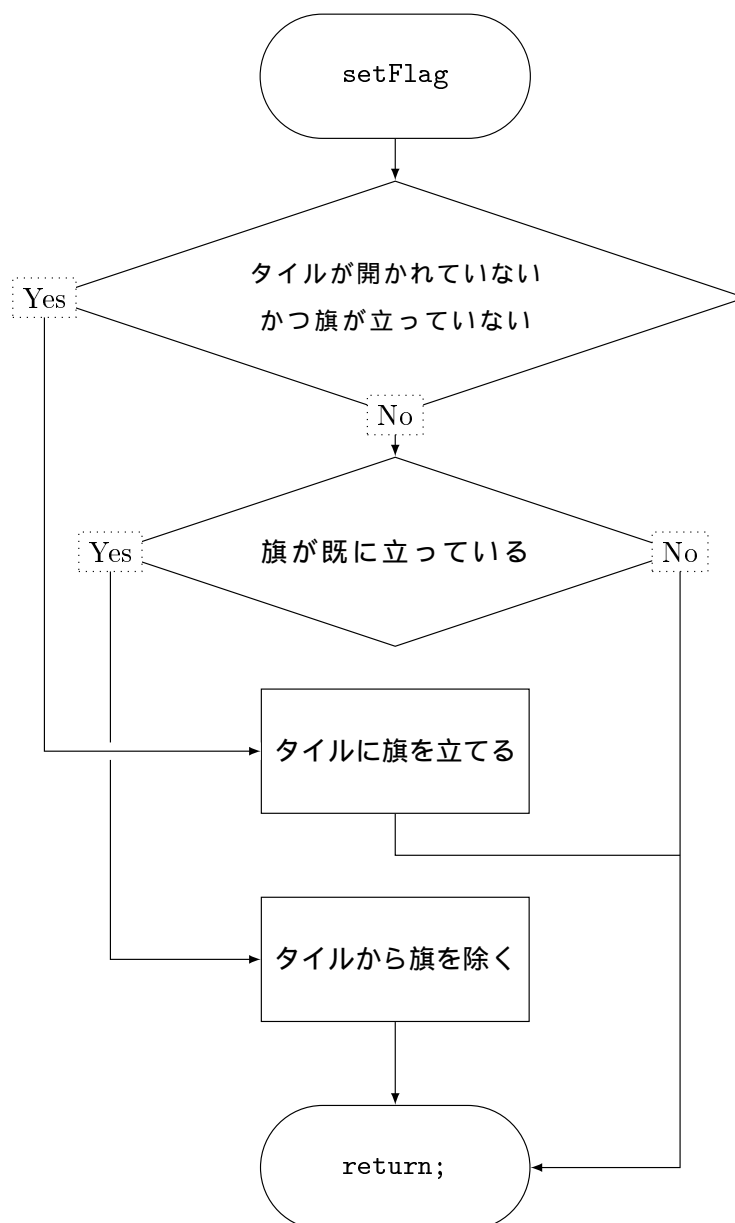 setFlag
タイルが開かれていない
かつ旗が立っていない
Yes
No
旗が既に立っている
Yes
No
タイルに旗を立てる
タイルから旗を除く
return;